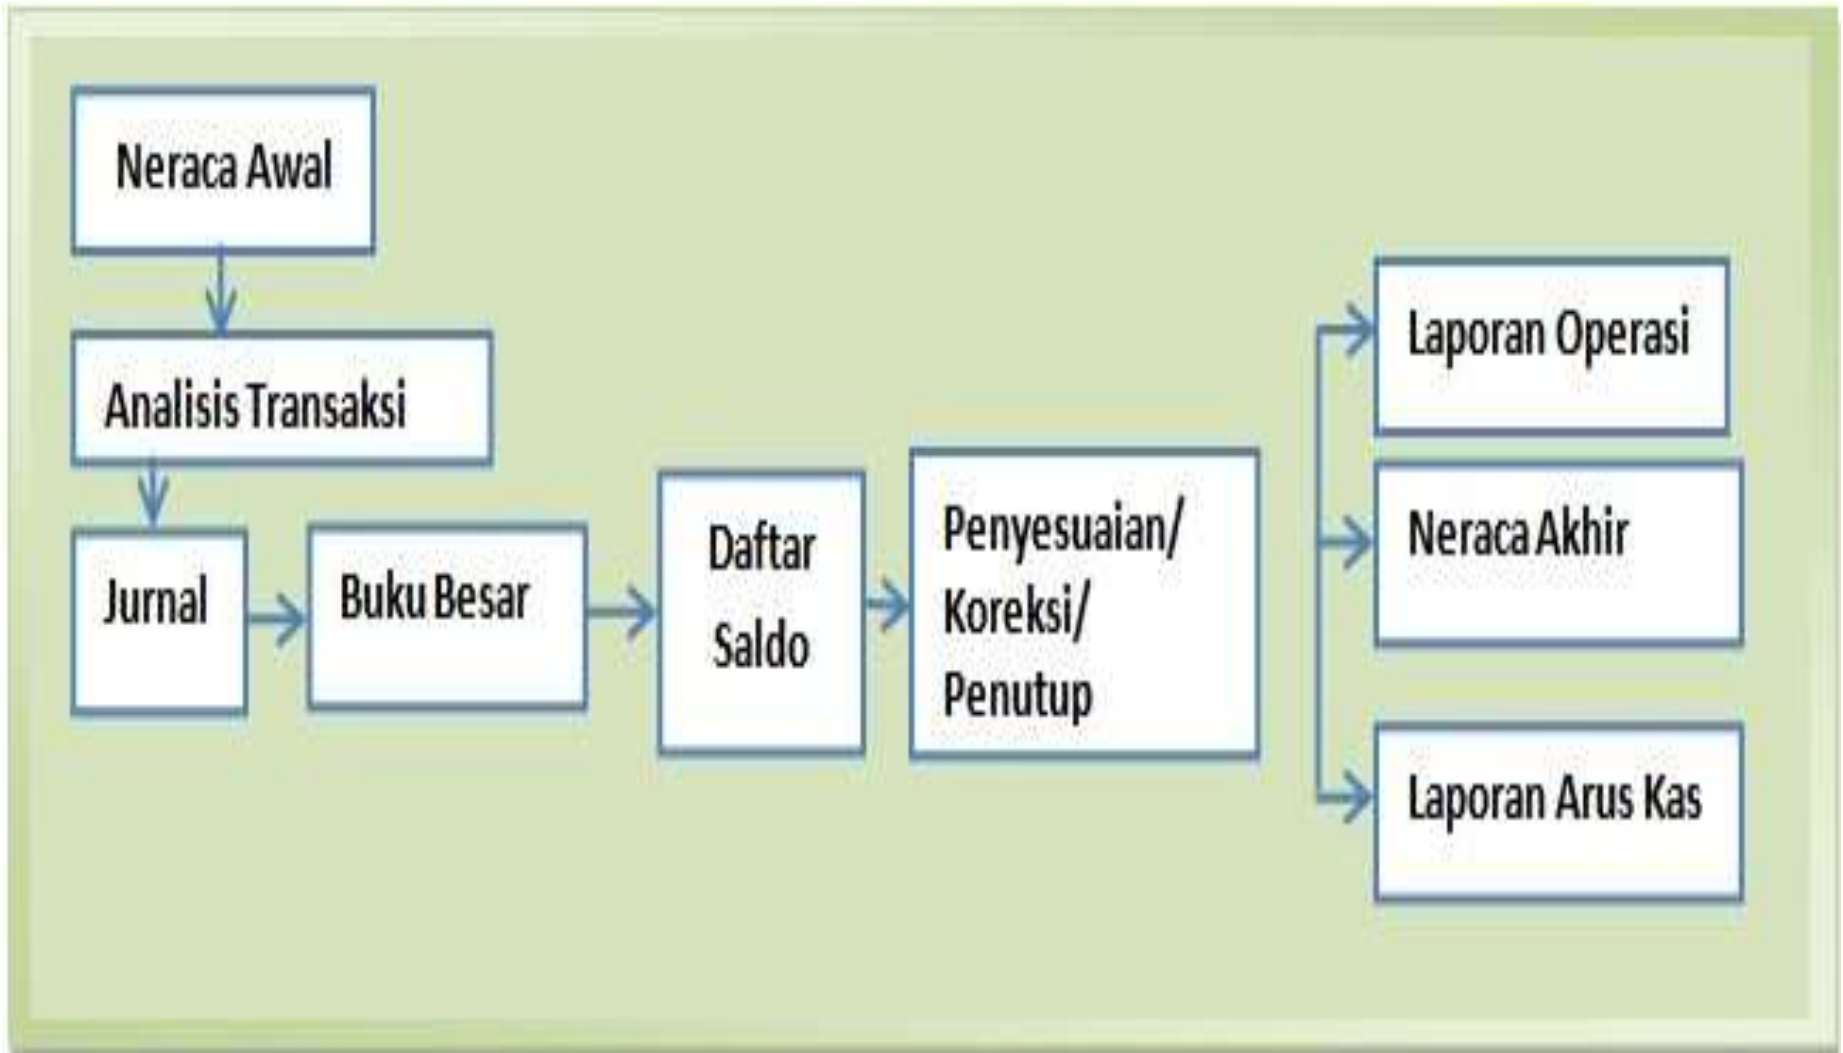 Neraca Awal
Analisis Transaksi
Jurnal
Buku Besar
Daftar
Saldo
Penyesuaian/
Koreksi/
Penutup
Laporan Operasi
Neraca Akhir
Laporan Arus Kas